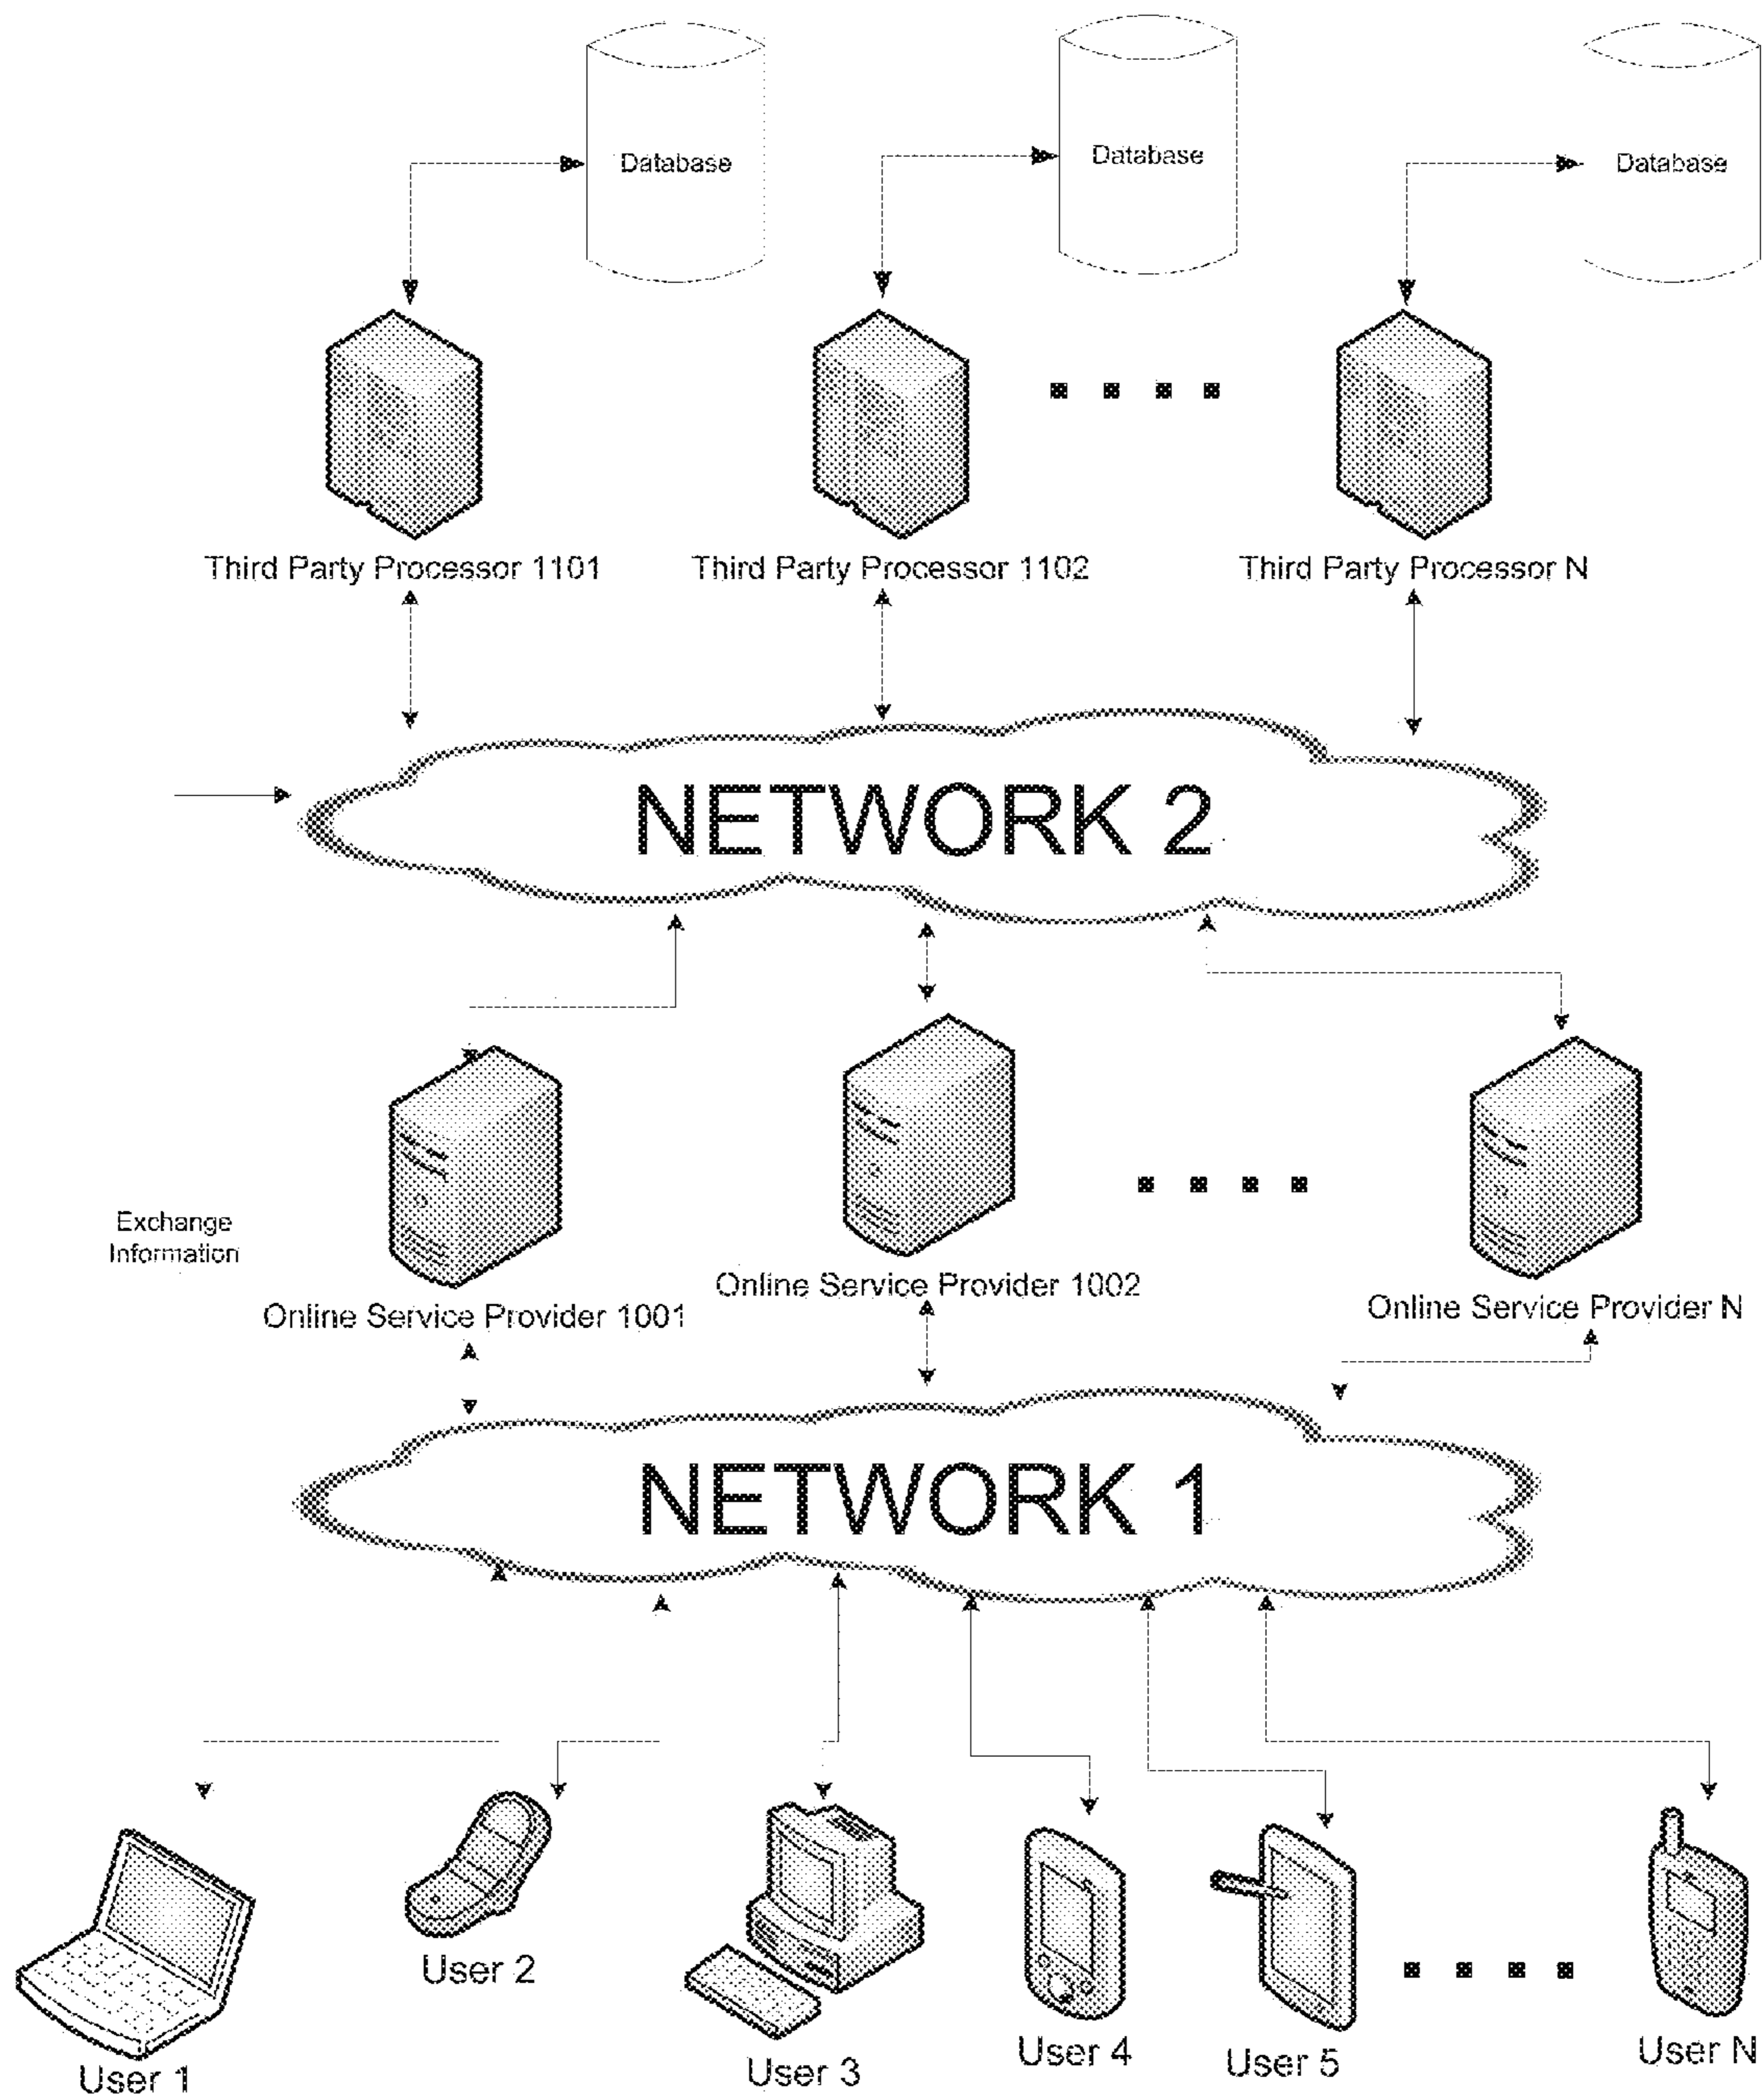 Database
Database
Database
Third Party Processor 1101
Third Party Processor 1102
Third Party Processor N
NETWORK 2
Exchange
Information
Online Service Provider 1001
Online Service Provider 1002
Online Service Provider N
NETWORK 1
User 1
User 2
User 3
User 4
User 5
User N